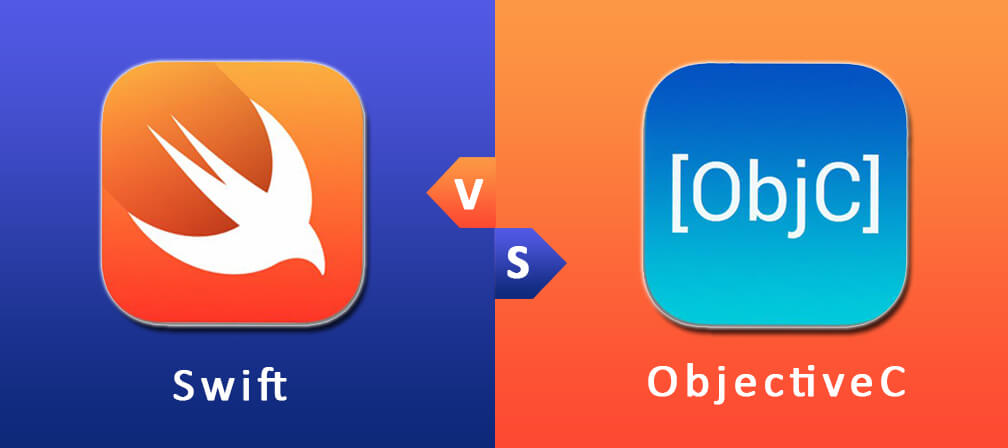 V
S
[ObjC]
Swift
ObjectiveC